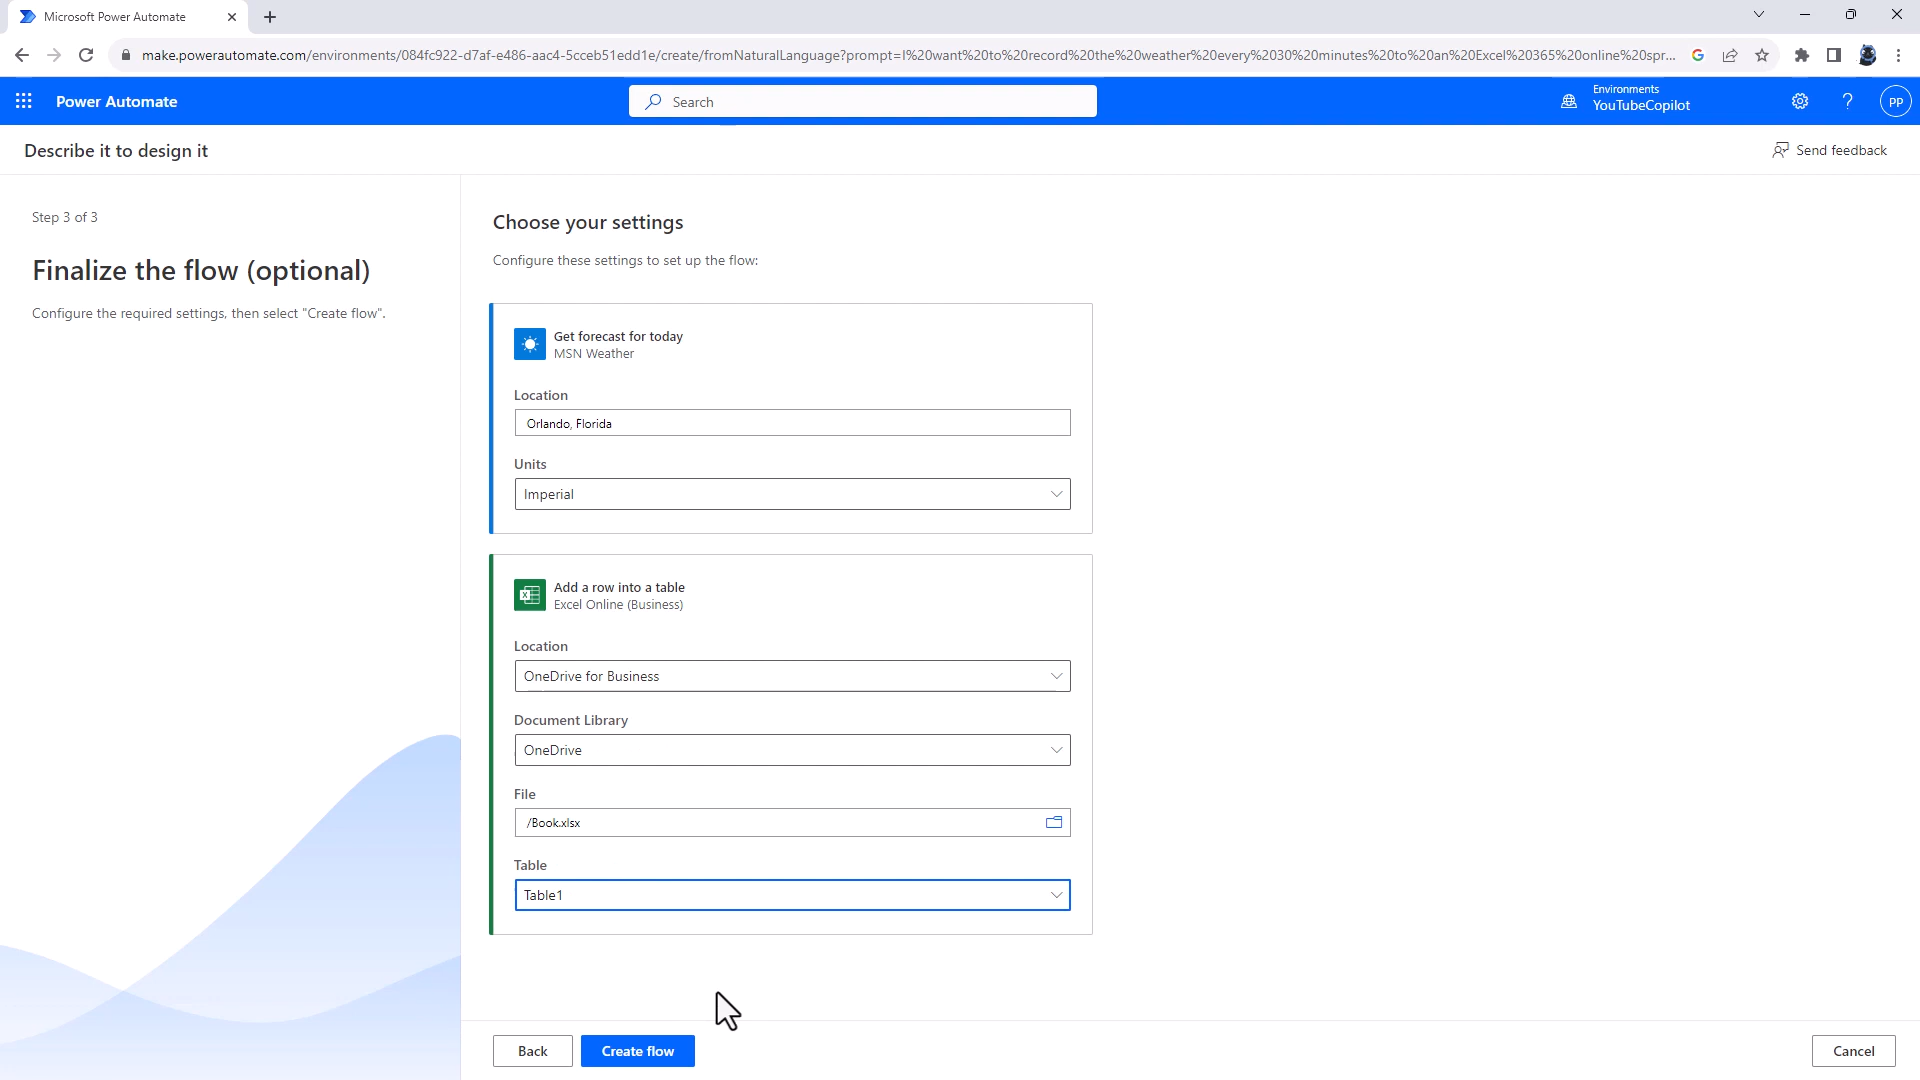 Microsoft Power Automate
make.powerautomate.com/environments/084fc922-d7af-e486-aac4-5cceb51edd1e/create/fromNaturalLanguage?prompt=I%20want%20to%20record%20the%20weather%20every%2030%20minutes%20to%20an%20Excel%20365%20online%20spr...
Power Automate
Search
Environments
YouTubeCopilot
?
PP
Describe it to design it
Send feedback
Step 3 of 3
Finalize the flow (optional)
Configure the required settings, then select "Create flow".
Choose your settings
Configure these settings to set up the flow:
Get forecast for today
MSN Weather
Location
Orlando, Florida
Units
Imperial
Add a row into a table
Excel Online (Business)
Location
OneDrive for Business
Document Library
OneDrive
File
/Book.xlsx
Table
Table1
Back
Create flow
Cancel